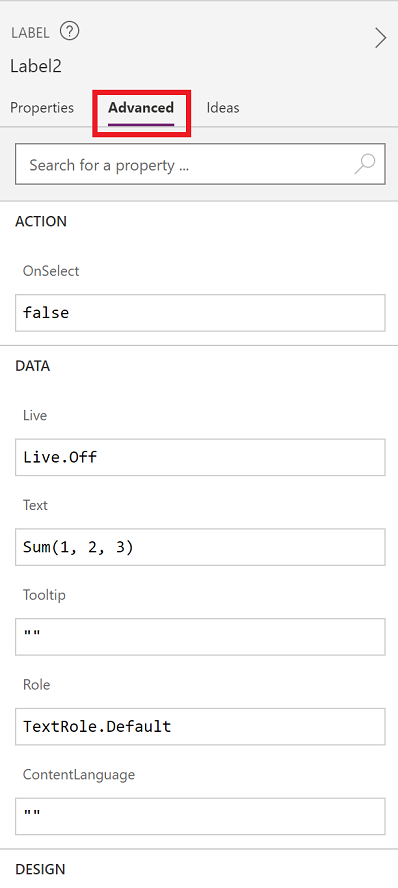 LABEL ?
Label2
Properties Advanced Ideas
Search for a property ...
ACTION
OnSelect
false
DATA
Live
Live.Off
Text
Sum(1, 2, 3)
Tooltip
""
Role
TextRole.Default
ContentLanguage
""
DESIGN